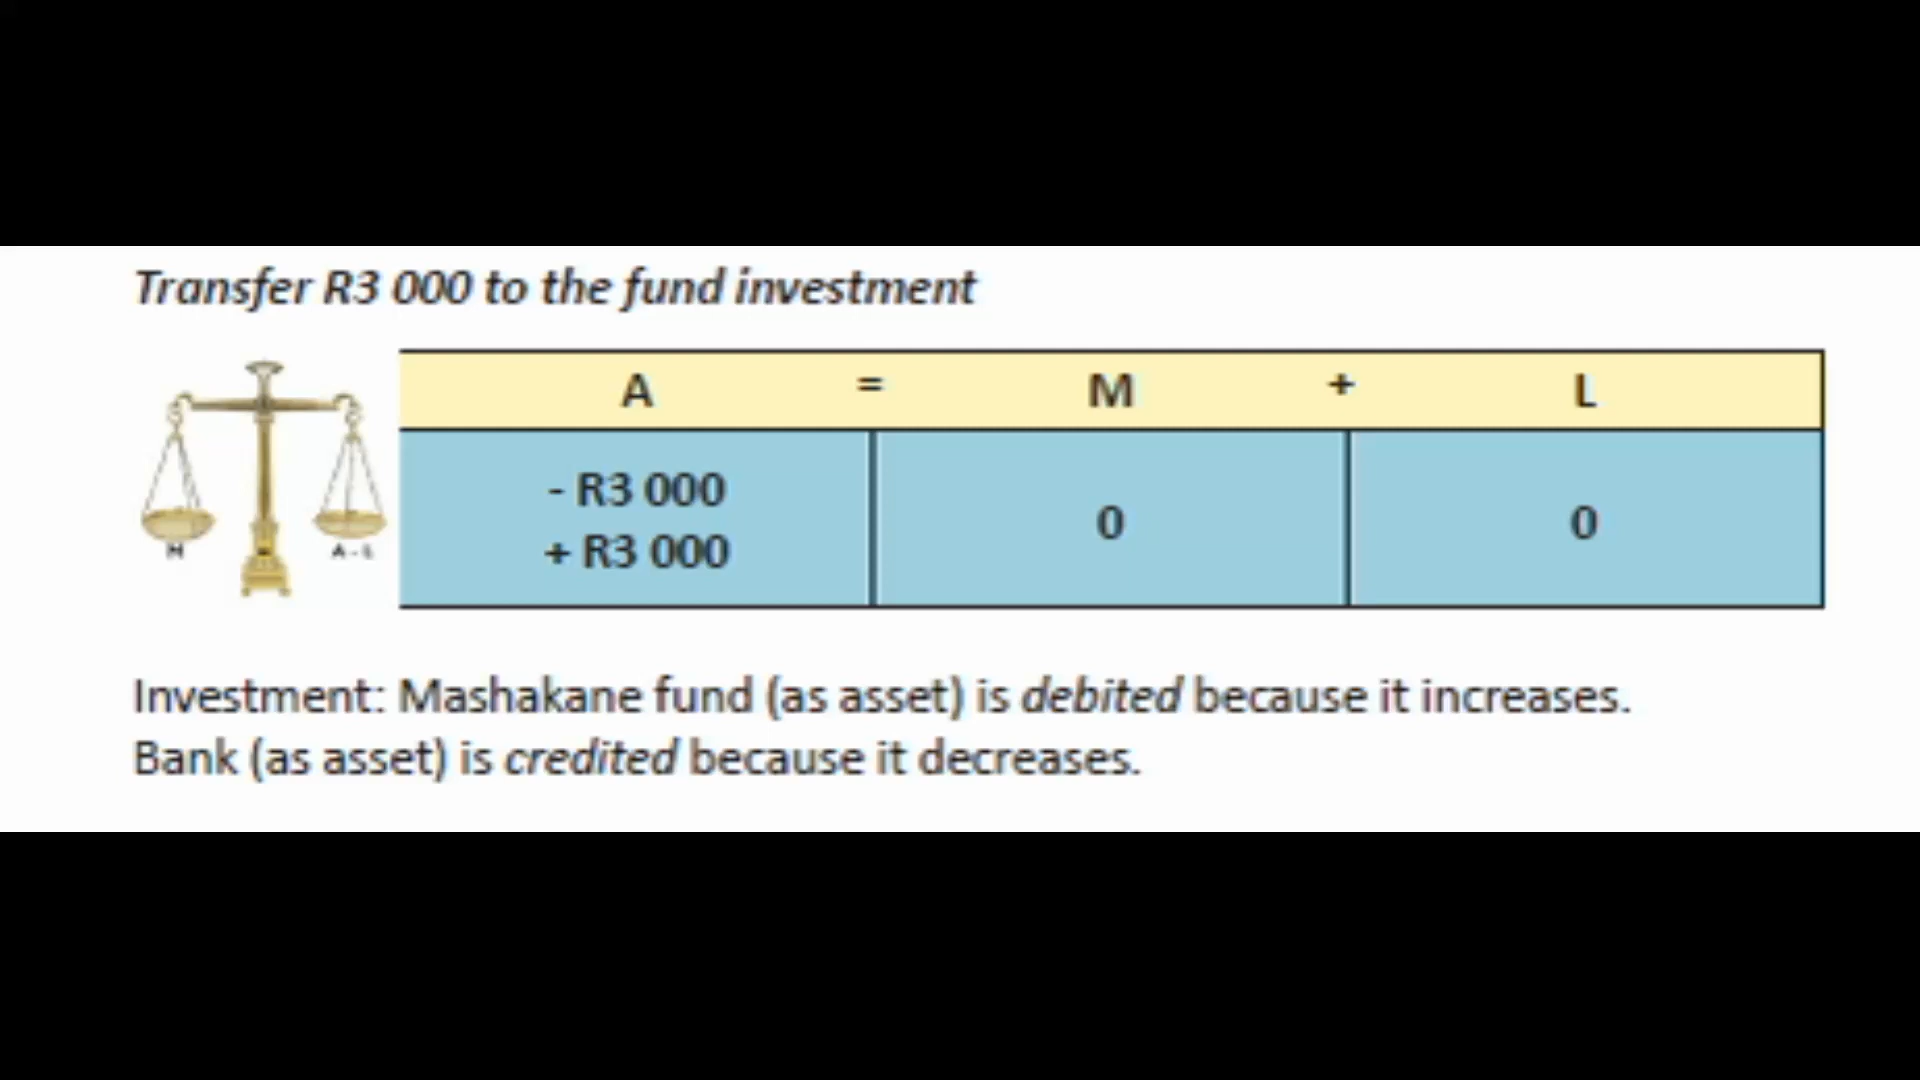 Transfer R3 000 to the fund investment
A = M + L
- R3 000
+ R3 000
0
0
M
A - L
Investment: Mashakane fund (as asset) is debited because it increases.
Bank (as asset) is credited because it decreases.